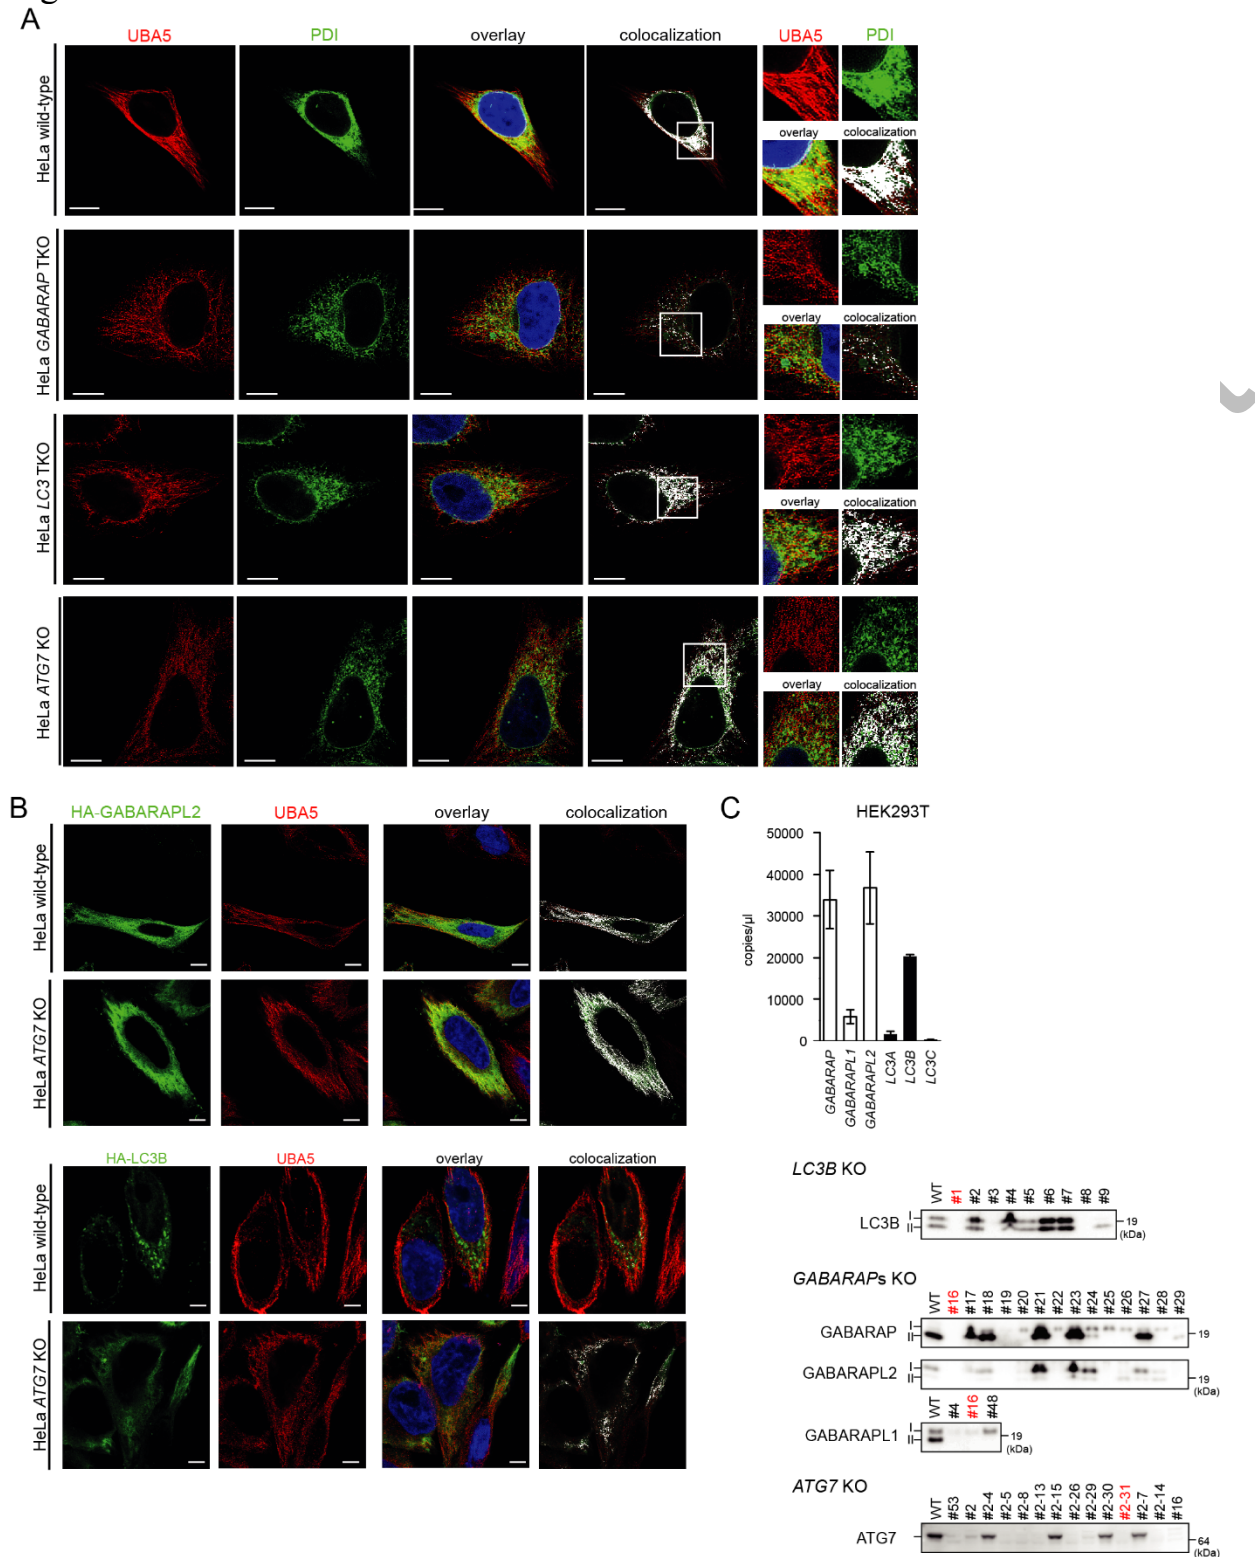 A
UBA5 PDI overlay colocalization UBA5 PDI
HeLa wild-type
overlay colocalization
HeLa GABARAP TKO
overlay colocalization
HeLa LC3 TKO
overlay colocalization
HeLa ATG7 KO
overlay colocalization
B
HA-GABARAPL2 UBA5 overlay colocalization
HeLa wild-type
HeLa ATG7 KO
HA-LC3B UBA5 overlay colocalization
HeLa wild-type
HeLa ATG7 KO
C
HEK293T
50000
40000
30000
20000
10000
0
copies/µl
GABARAP GABARAPL1 GABARAPL2 LC3A LC3B LC3C
LC3B KO
WT #1 #2 #3 #4 #5 #6 #7 #8 #9
LC3B I II 19 (kDa)
GABARAPs KO
WT #16 #17 #18 #19 #20 #21 #22 #23 #24 #25 #26 #27 #28 #29
GABARAP I II 19
GABARAPL2 I II 19 (kDa)
WT #4 #16 #48
GABARAPL1 I II 19 (kDa)
ATG7 KO
WT #53 #2 #2-4 #2-5 #2-8 #2-13 #2-15 #2-26 #2-29 #2-30 #2-31 #2-7 #2-14 #16
ATG7 64 (kDa)